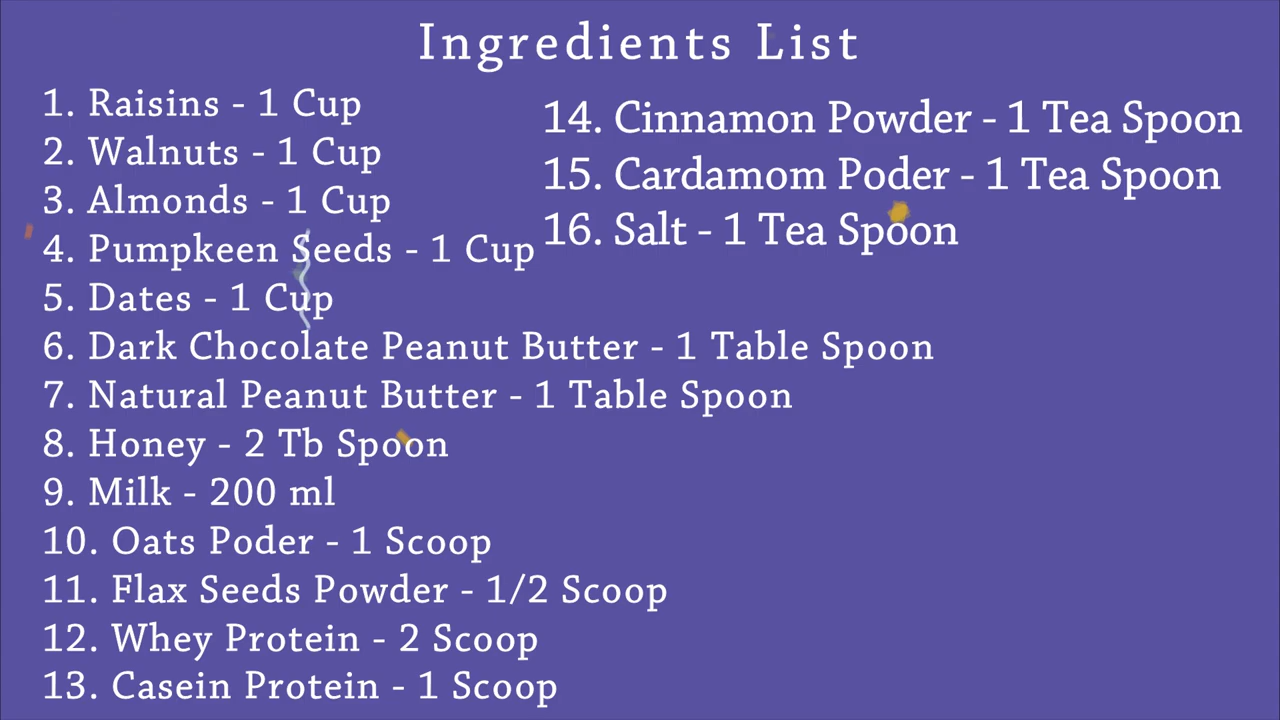 Ingredients List
1. Raisins - 1 Cup
2. Walnuts - 1 Cup
3. Almonds - 1 Cup
4. Pumpkeen Seeds - 1 Cup
5. Dates - 1 Cup
6. Dark Chocolate Peanut Butter - 1 Table Spoon
7. Natural Peanut Butter - 1 Table Spoon
8. Honey - 2 Tb Spoon
9. Milk - 200 ml
10. Oats Poder - 1 Scoop
11. Flax Seeds Powder - 1/2 Scoop
12. Whey Protein - 2 Scoop
13. Casein Protein - 1 Scoop
14. Cinnamon Powder - 1 Tea Spoon
15. Cardamom Poder - 1 Tea Spoon
16. Salt - 1 Tea Spoon